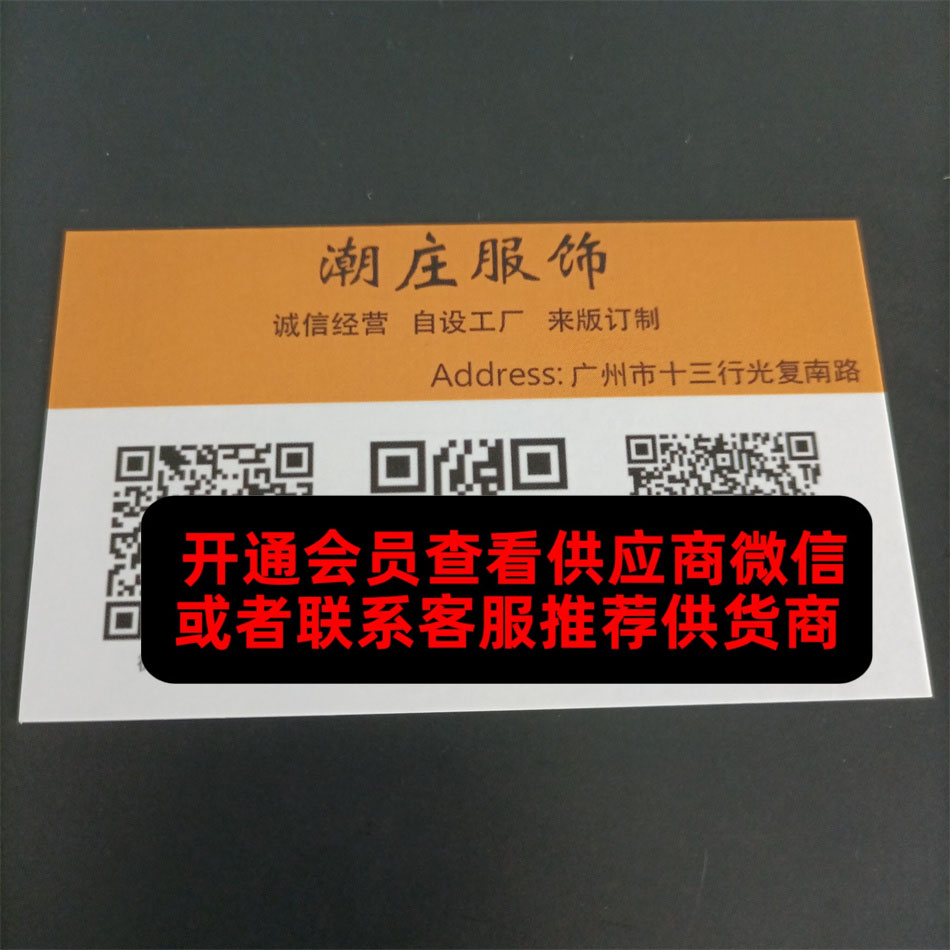 潮庄服饰
诚信经营 自设工厂 来版订制
Address: 广州市十三行光复南路
开通会员查看供应商微信
或者联系客服推荐供货商